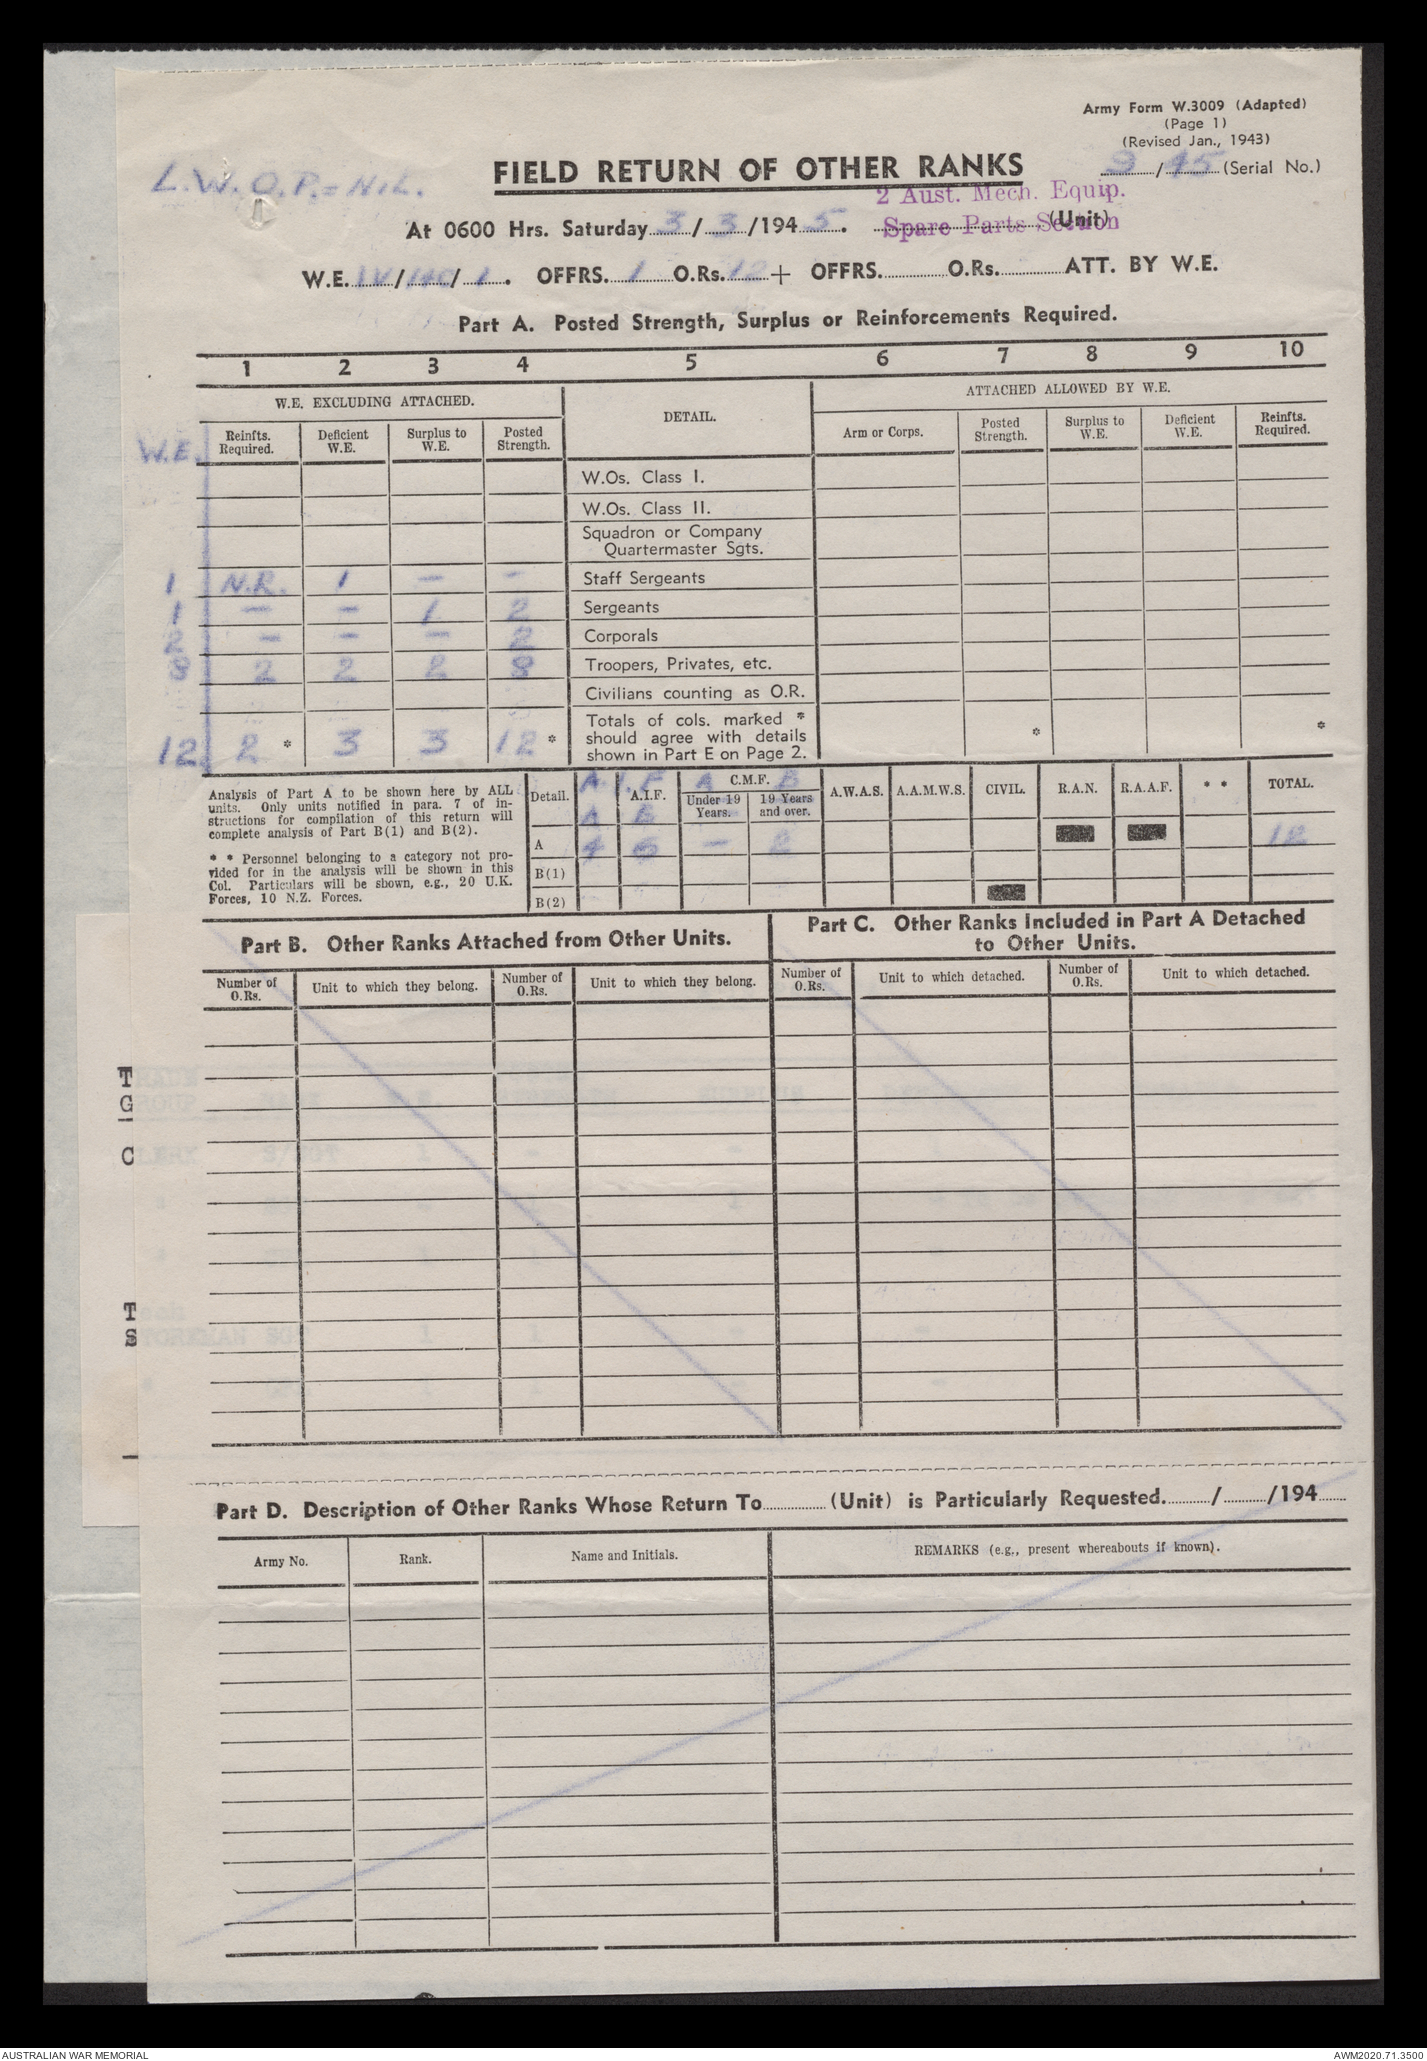 Army Form W.3009 (Adapted)
(Page 1)
(Revised Jan., 1943)
9/45 (Serial No.)
L.W.O.P. = NIL.
FIELD RETURN OF OTHER RANKS
2 Aust. Mech. Equip.
Spare Parts Section
At 0600 Hrs. Saturday 3/3/1945. (Unit)
W.E. IV/140/1. OFFRS. 1 O.Rs. 12 + OFFRS. O.Rs. ATT. BY W.E.
Part A. Posted Strength, Surplus or Reinforcements Required.
1 2 3 4 5 6 7 8 9 10
W.E. EXCLUDING ATTACHED. DETAIL. ATTACHED ALLOWED BY W.E.
W.E. Reinfts. Required. Deficient W.E. Surplus to W.E. Posted Strength. Arm or Corps. Posted Strength. Surplus to W.E. Deficient W.E. Reinfts. Required.
W.Os. Class I.
W.Os. Class II.
Squadron or Company
Quartermaster Sgts.
1 N.R. 1 — — Staff Sergeants
1 — — 1 2 Sergeants
2 — — — 2 Corporals
8 2 2 2 8 Troopers, Privates, etc.
Civilians counting as O.R.
12 2 * 3 3 12 * Totals of cols. marked * should agree with details shown in Part E on Page 2. * *
Analysis of Part A to be shown here by ALL
units. Only units notified in para. 7 of in-
structions for compilation of this return will
complete analysis of Part B(1) and B(2).
* * Personnel belonging to a category not pro-
vided for in the analysis will be shown in this
Col. Particulars will be shown, e.g., 20 U.K.
Forces, 10 N.Z. Forces.
Detail. A.I.F. A.I.F. C.M.F. A B A.W.A.S. A.A.M.W.S. CIVIL. R.A.N. R.A.A.F. * * TOTAL.
A B Under 19 Years. 19 Years and over.
A 4 6 — 2 12
B(1)
B(2)
Part B. Other Ranks Attached from Other Units.
Part C. Other Ranks Included in Part A Detached
to Other Units.
Number of O.Rs. Unit to which they belong. Number of O.Rs. Unit to which they belong. Number of O.Rs. Unit to which detached. Number of O.Rs. Unit to which detached.
T
G
C
T
S
Part D. Description of Other Ranks Whose Return To (Unit) is Particularly Requested. / /194
Army No. Rank. Name and Initials. REMARKS (e.g., present whereabouts if known).
AUSTRALIAN WAR MEMORIAL AWM2020.71.3500